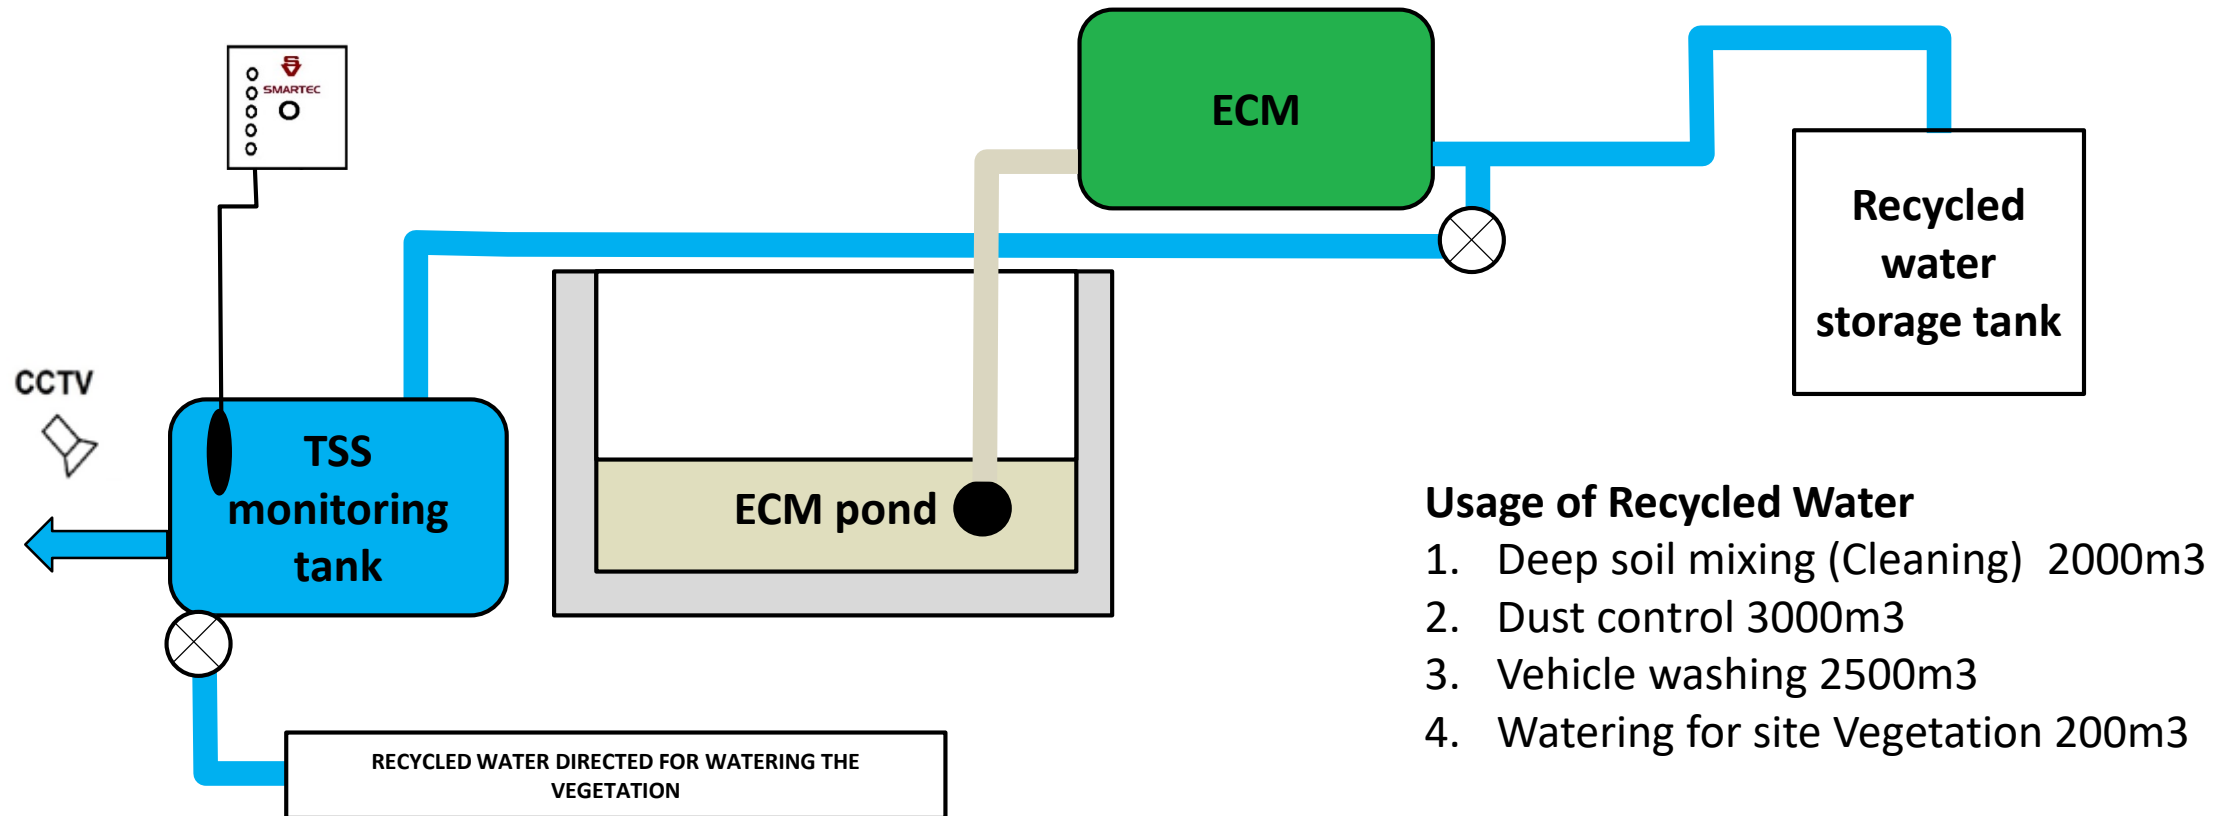 SMARTEC
ECM
Recycled
water
storage tank
CCTV
TSS
monitoring
tank
ECM pond
Usage of Recycled Water
1. Deep soil mixing (Cleaning)  2000m3
2. Dust control 3000m3
3. Vehicle washing 2500m3
4. Watering for site Vegetation 200m3
RECYCLED WATER DIRECTED FOR WATERING THE
VEGETATION